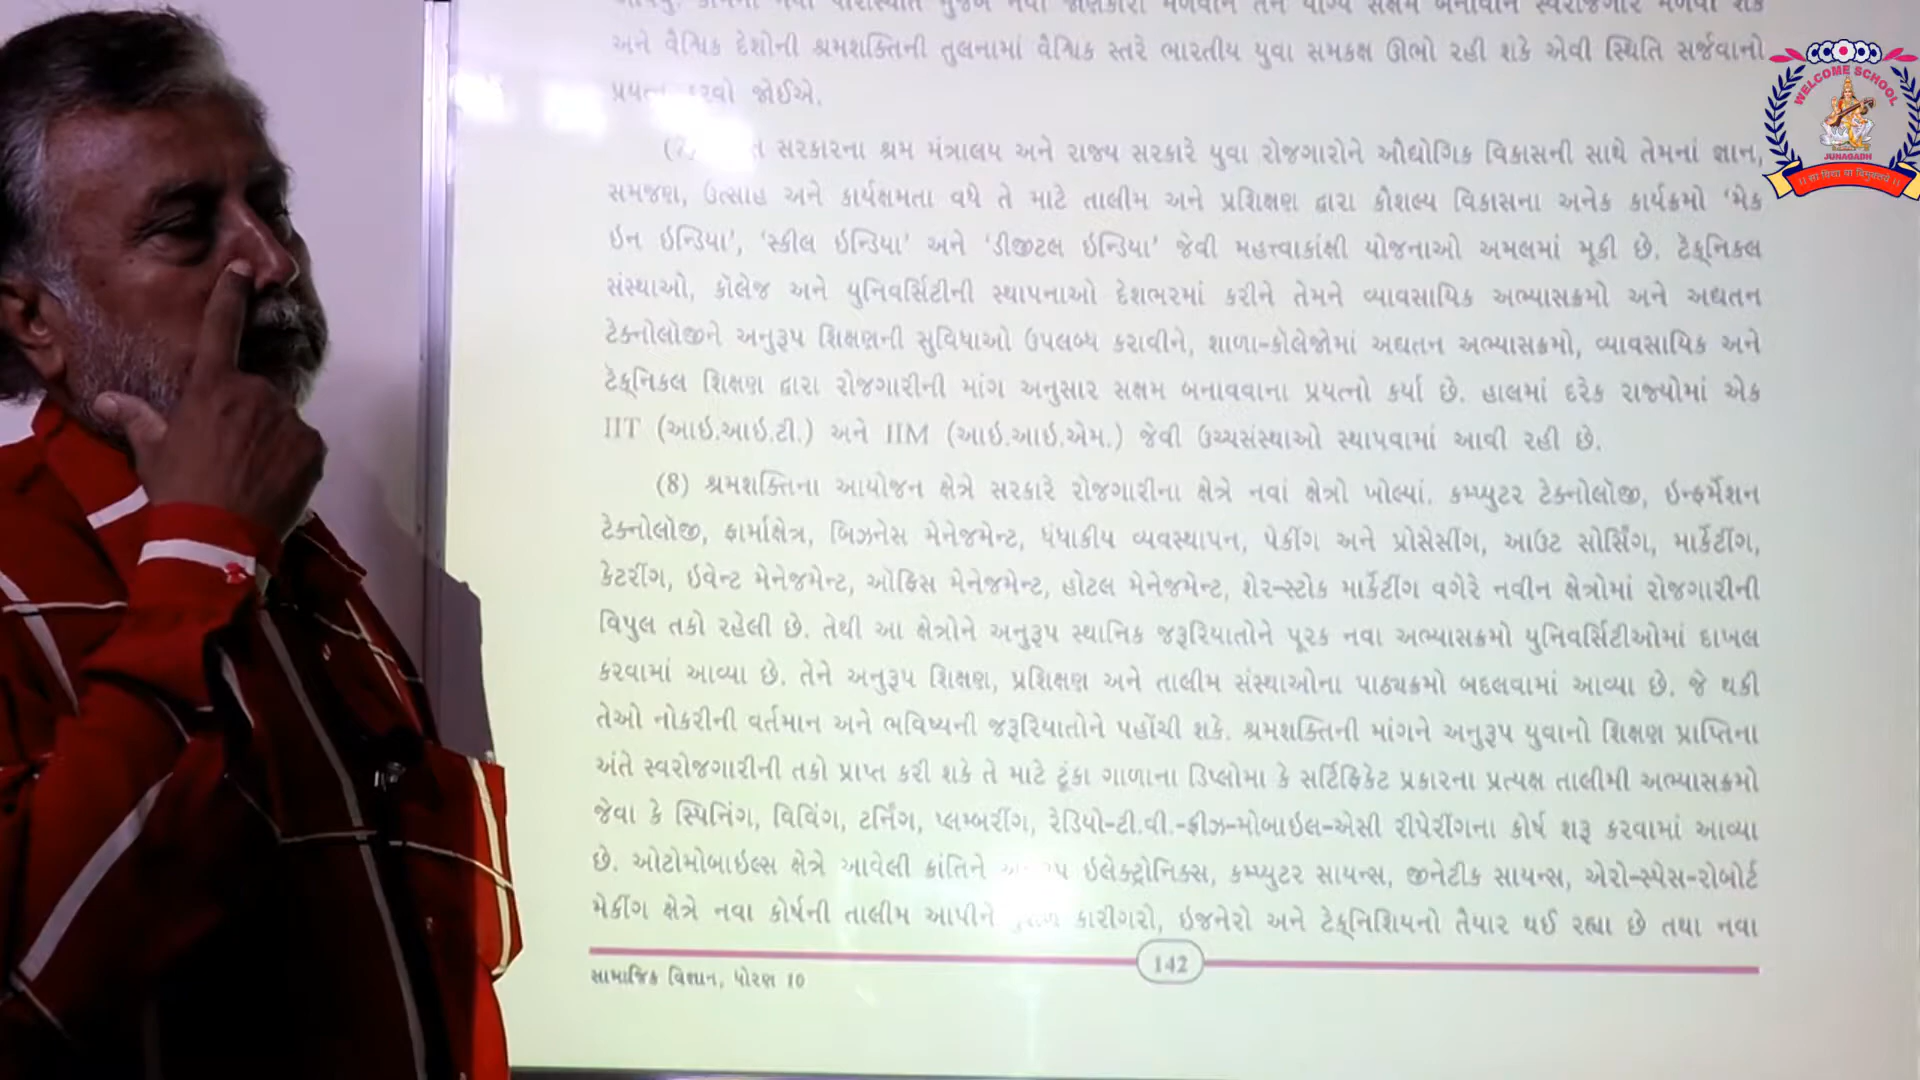 અને વૈશ્વિક દેશોની શ્રમશક્તિની તુલનામાં વૈશ્વિક સ્તરે ભારતીય યુવા સમકક્ષ ઊભો રહી શકે એવી સ્થિતિ સર્જવાનો
જોઈએ.
સરકારના શ્રમ મંત્રાલય અને રાજ્ય સરકારે યુવા રોજગારોને ઔદ્યોગિક વિકાસની સાથે તેમનાં જ્ઞાન,
સમજણ, ઉત્સાહ અને કાર્યક્ષમતા વધે તે માટે તાલીમ અને પ્રશિક્ષણ દ્વારા કૌશલ્ય વિકાસના અનેક કાર્યક્રમો ‘મેક
ઇન ઇન્ડિયા’, ‘સ્કીલ ઇન્ડિયા’ અને ‘ડીજીટલ ઇન્ડિયા’ જેવી મહત્ત્વાકાંક્ષી યોજનાઓ અમલમાં મૂકી છે. ટૅક્નિકલ
સંસ્થાઓ, કૉલેજ અને યુનિવર્સિટીની સ્થાપનાઓ દેશભરમાં કરીને તેમને વ્યાવસાયિક અભ્યાસક્રમો અને અદ્યતન
ટેક્નોલૉજીને અનુરૂપ શિક્ષણની સુવિધાઓ ઉપલબ્ધ કરાવીને, શાળા-કૉલેજોમાં અદ્યતન અભ્યાસક્રમો, વ્યાવસાયિક અને
ટૅક્નિકલ શિક્ષણ દ્વારા રોજગારીની માંગ અનુસાર સક્ષમ બનાવવાના પ્રયત્નો કર્યા છે. હાલમાં દરેક રાજ્યોમાં એક
IIT (આઇ.આઇ.ટી.) અને IIM (આઇ.આઇ.એમ.) જેવી ઉચ્ચસંસ્થાઓ સ્થાપવામાં આવી રહી છે.
(8) શ્રમશક્તિના આયોજન ક્ષેત્રે સરકારે રોજગારીના ક્ષેત્રે નવાં ક્ષેત્રો ખોલ્યાં. કમ્પ્યુટર ટેક્નોલૉજી, ઇન્ફર્મેશન
ટેક્નોલૉજી, ફાર્માક્ષેત્ર, બિઝનેસ મેનેજમેન્ટ, ધંધાકીય વ્યવસ્થાપન, પેકીંગ અને પ્રોસેસીંગ, આઉટ સોર્સિંગ, માર્કેટીંગ,
કેટરીંગ, ઇવેન્ટ મેનેજમેન્ટ, ઑફિસ મેનેજમેન્ટ, હોટલ મેનેજમેન્ટ, શેર-સ્ટોક માર્કેટીંગ વગેરે નવીન ક્ષેત્રોમાં રોજગારીની
વિપુલ તકો રહેલી છે. તેથી આ ક્ષેત્રોને અનુરૂપ સ્થાનિક જરૂરિયાતોને પૂરક નવા અભ્યાસક્રમો યુનિવર્સિટીઓમાં દાખલ
કરવામાં આવ્યા છે. તેને અનુરૂપ શિક્ષણ, પ્રશિક્ષણ અને તાલીમ સંસ્થાઓના પાઠ્યક્રમો બદલવામાં આવ્યા છે. જે થકી
તેઓ નોકરીની વર્તમાન અને ભવિષ્યની જરૂરિયાતોને પહોંચી શકે. શ્રમશક્તિની માંગને અનુરૂપ યુવાનો શિક્ષણ પ્રાપ્તિના
અંતે સ્વરોજગારીની તકો પ્રાપ્ત કરી શકે તે માટે ટૂંકા ગાળાના ડિપ્લોમા કે સર્ટિફિકેટ પ્રકારના પ્રત્યક્ષ તાલીમી અભ્યાસક્રમો
જેવા કે સ્પિનિંગ, વિવિંગ, ટર્નિંગ, પ્લમ્બરીંગ, રેડિયો-ટી.વી.-ફ્રીઝ-મોબાઇલ-એસી રીપેરીંગના કોર્ષ શરૂ કરવામાં આવ્યા
છે. ઓટોમોબાઇલ્સ ક્ષેત્રે આવેલી ક્રાંતિને ઇલેક્ટ્રોનિક્સ, કમ્પ્યુટર સાયન્સ, જીનેટીક સાયન્સ, એરો-સ્પેસ-રોબોર્ટ
મેકીંગ ક્ષેત્રે નવા કોર્ષની તાલીમ આપીને કારીગરો, ઇજનેરો અને ટેક્નિશિયનો તૈયાર થઈ રહ્યા છે તથા નવા
142
સામાજિક વિજ્ઞાન, ધોરણ 10
WELCOME SCHOOL
JUNAGADH
॥ सा विद्या या विमुक्तये ॥